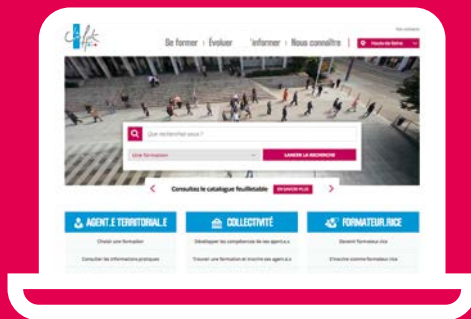 Se former Évoluer 'informer Nous connaître Hauts-de-Seine
Que recherchez-vous ?
Une formation LANCER LA RECHERCHE
Consultez le catalogue feuilletable EN SAVOIR PLUS
AGENT.E TERRITORIAL.E COLLECTIVITÉ FORMATEUR.RICE
Choisir une formation Développer les compétences de ses agent.e.s Devenir formateur.rice
Consulter les informations pratiques Trouver une formation et inscrire ses agent.e.s S'inscrire comme formateur.rice